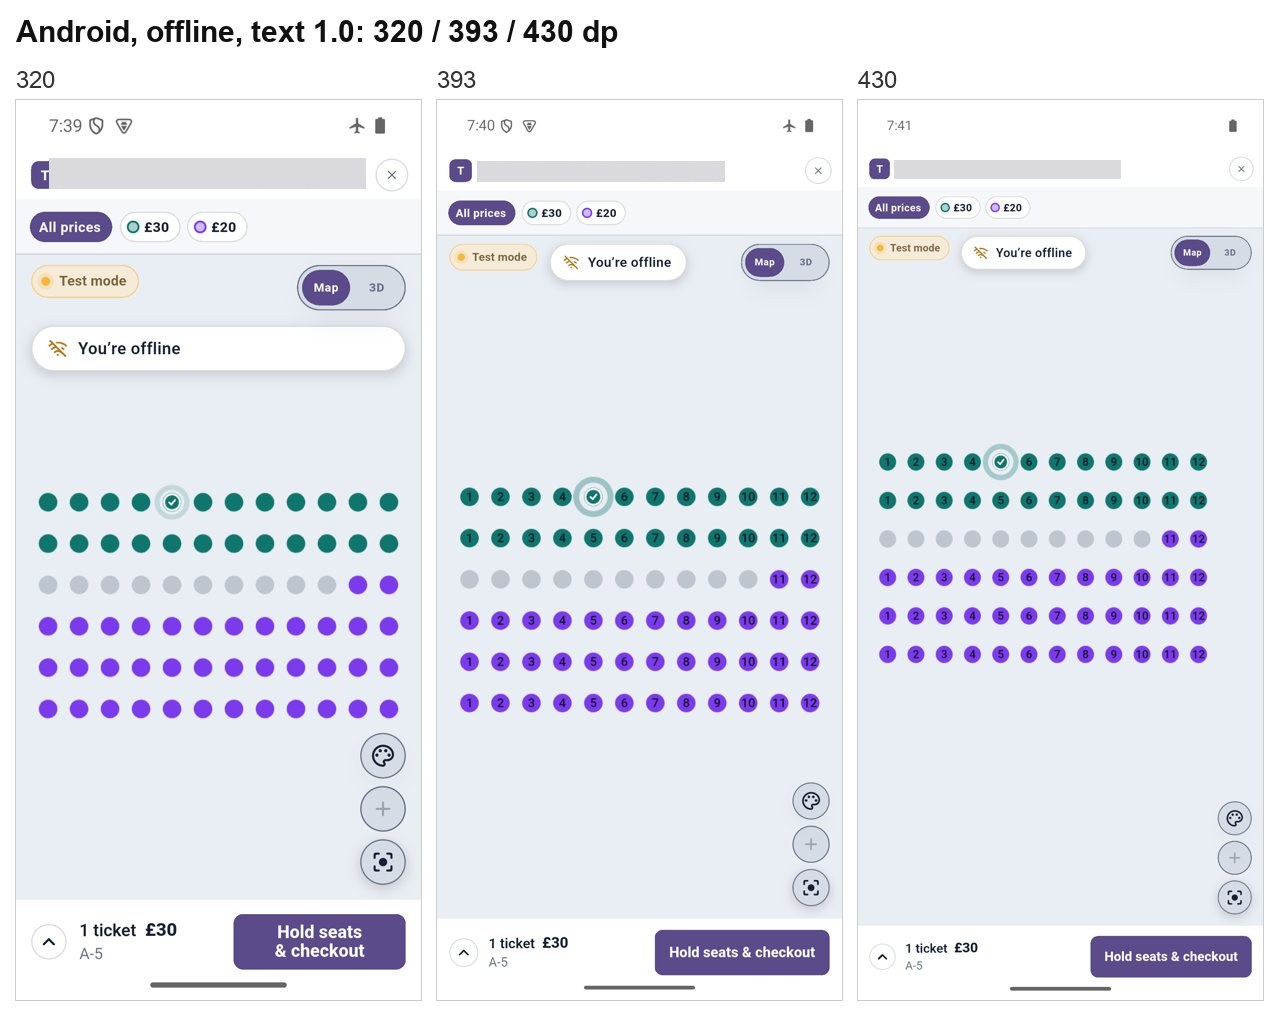 Android, offline, text 1.0: 320 / 393 / 430 dp
320
7:39
T
All prices £30 £20
Test mode
Map 3D
You're offline
1 ticket £30
A-5
Hold seats
& checkout
393
7:40
T
All prices £30 £20
Test mode
You're offline
Map 3D
1 2 3 4 6 7 8 9 10 11 12
1 2 3 4 5 6 7 8 9 10 11 12
11 12
1 2 3 4 5 6 7 8 9 10 11 12
1 2 3 4 5 6 7 8 9 10 11 12
1 2 3 4 5 6 7 8 9 10 11 12
1 ticket £30
A-5
Hold seats & checkout
430
7:41
T
All prices £30 £20
Test mode
You're offline
Map 3D
1 2 3 4 6 7 8 9 10 11 12
1 2 3 4 5 6 7 8 9 10 11 12
11 12
1 2 3 4 5 6 7 8 9 10 11 12
1 2 3 4 5 6 7 8 9 10 11 12
1 2 3 4 5 6 7 8 9 10 11 12
1 ticket £30
A-5
Hold seats & checkout